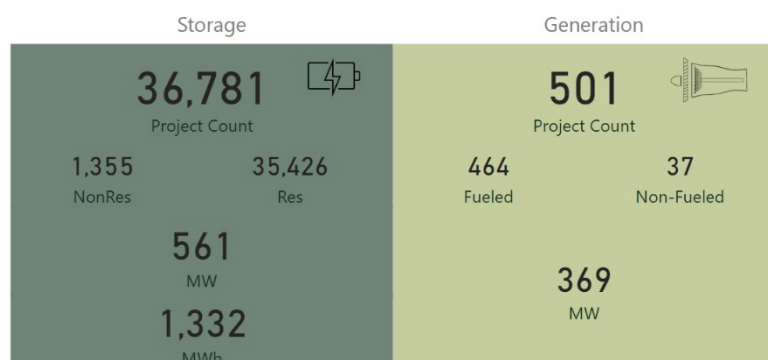 Storage
Generation
36,781
Project Count
501
Project Count
1,355
NonRes
35,426
Res
464
Fueled
37
Non-Fueled
561
MW
369
MW
1,332
MWh